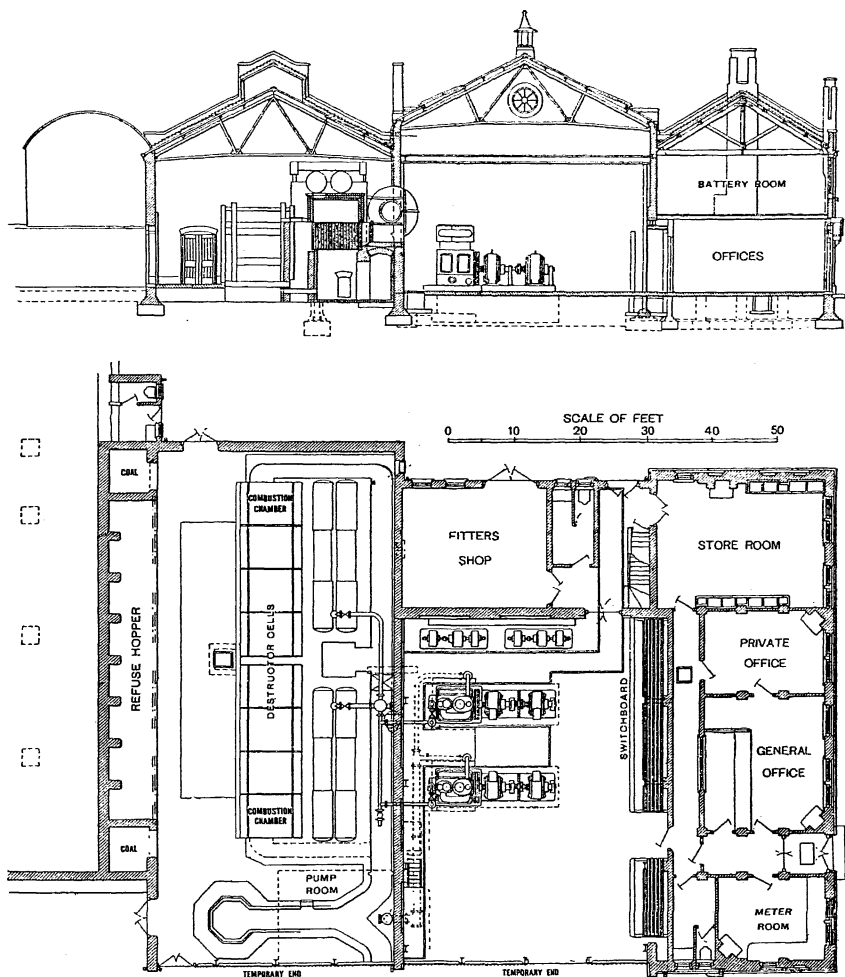 BATTERY ROOM
OFFICES
SCALE OF FEET
0 10 20 30 40 50
COAL
COMBUSTION
CHAMBER
FITTERS
SHOP
STORE ROOM
REFUSE HOPPER
DESTRUCTOR CELLS
SWITCHBOARD
PRIVATE
OFFICE
GENERAL
OFFICE
COMBUSTION
CHAMBER
COAL
PUMP
ROOM
METER
ROOM
TEMPORARY END
TEMPORARY END